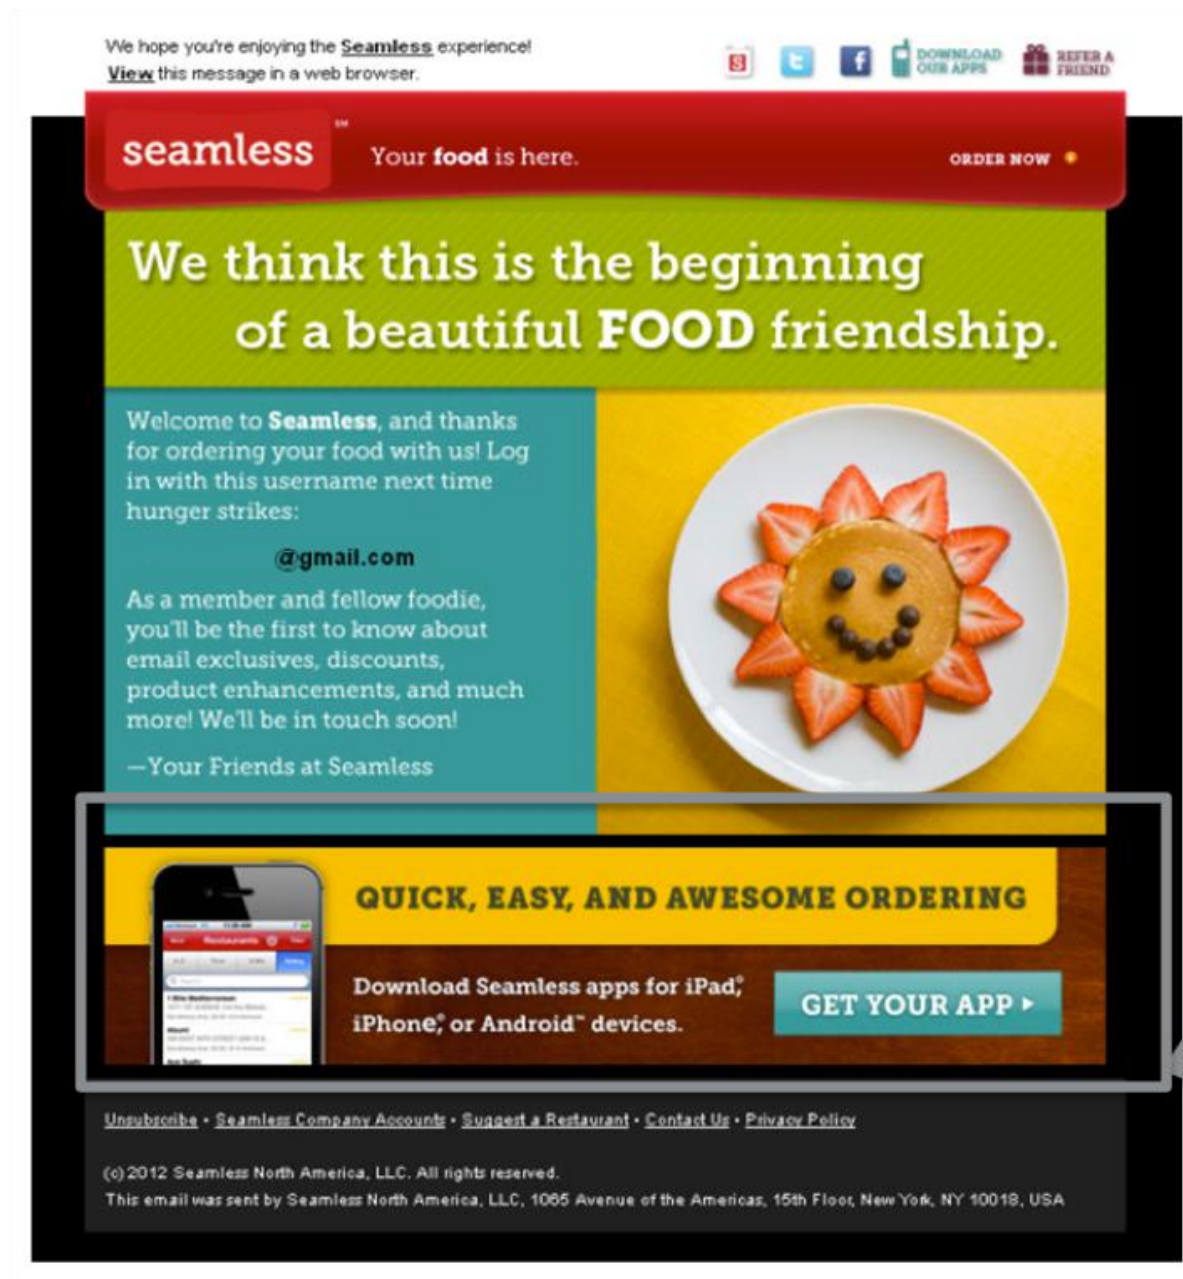 We hope you're enjoying the Seamless experience!
View this message in a web browser.
S
DOWNLOAD
OUR APPS
REFER A
FRIEND
seamless℠
Your food is here.
ORDER NOW
We think this is the beginning
of a beautiful FOOD friendship.
Welcome to Seamless, and thanks
for ordering your food with us! Log
in with this username next time
hunger strikes:
@gmail.com
As a member and fellow foodie,
you'll be the first to know about
email exclusives, discounts,
product enhancements, and much
more! We'll be in touch soon!
—Your Friends at Seamless
QUICK, EASY, AND AWESOME ORDERING
Restaurants
Download Seamless apps for iPad®,
iPhone®, or Android™ devices.
GET YOUR APP ▸
Unsubscribe • Seamless Company Accounts • Suggest a Restaurant • Contact Us • Privacy Policy
(c) 2012 Seamless North America, LLC. All rights reserved.
This email was sent by Seamless North America, LLC, 1065 Avenue of the Americas, 15th Floor, New York, NY 10018, USA